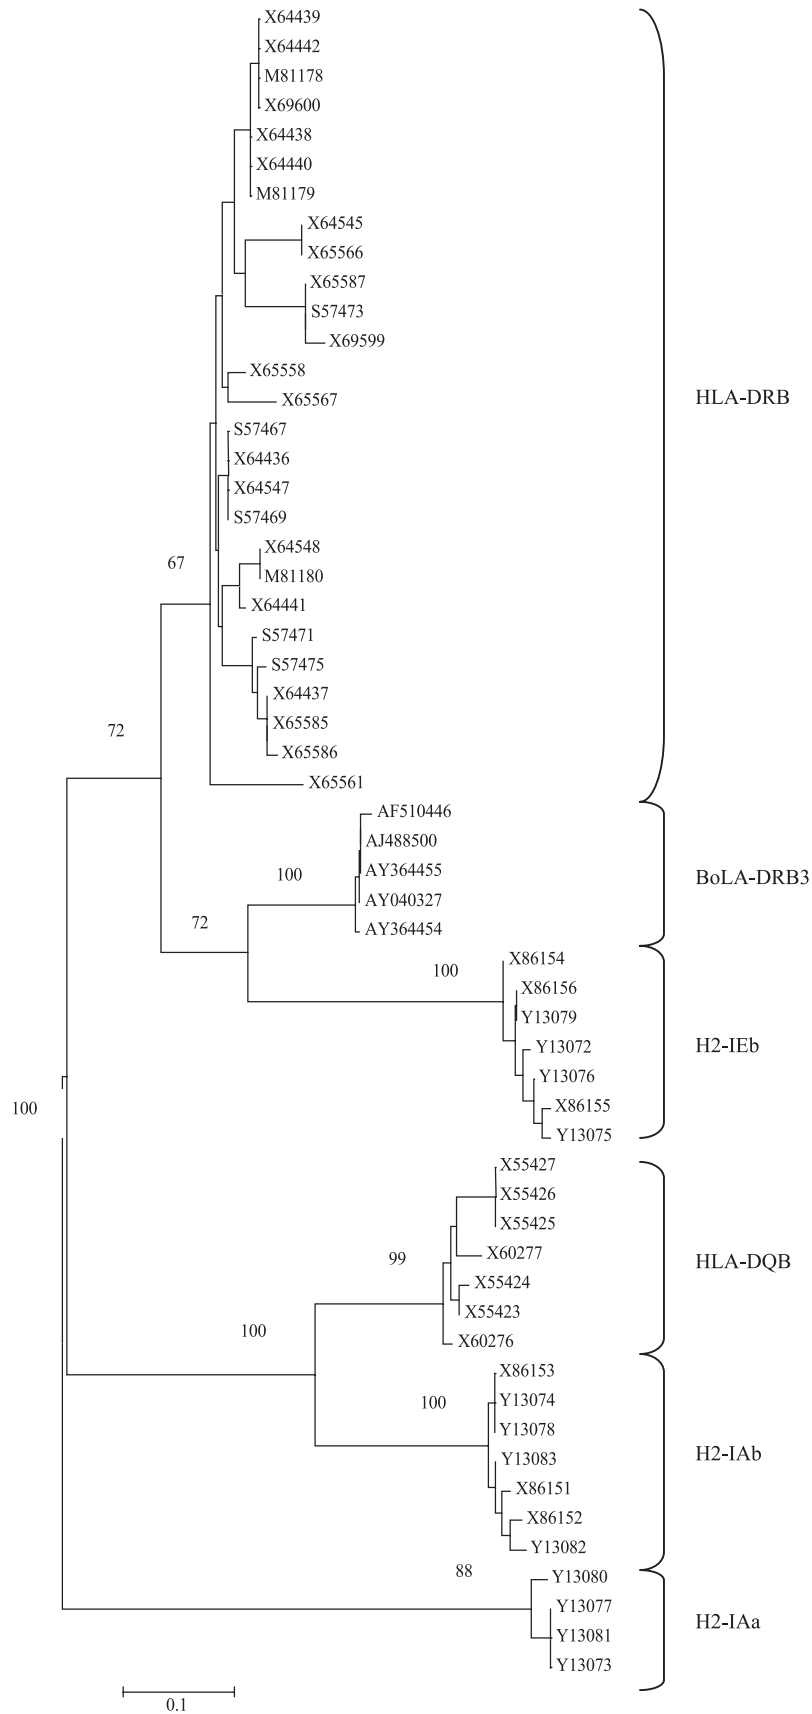 X64439
X64442
M81178
X69600
X64438
X64440
M81179
X64545
X65566
X65587
S57473
X69599
X65558
X65567
HLA-DRB
S57467
X64436
X64547
S57469
X64548
67
M81180
X64441
S57471
S57475
X64437
X65585
72
X65586
X65561
AF510446
AJ488500
AY364455
100
BoLA-DRB3
AY040327
72
AY364454
X86154
100
X86156
Y13079
H2-IEb
Y13072
Y13076
X86155
100
Y13075
X55427
X55426
X55425
X60277
99
HLA-DQB
X55424
X55423
100
X60276
X86153
Y13074
100
Y13078
H2-IAb
Y13083
X86151
X86152
Y13082
88
Y13080
Y13077
H2-IAa
Y13081
Y13073
0.1